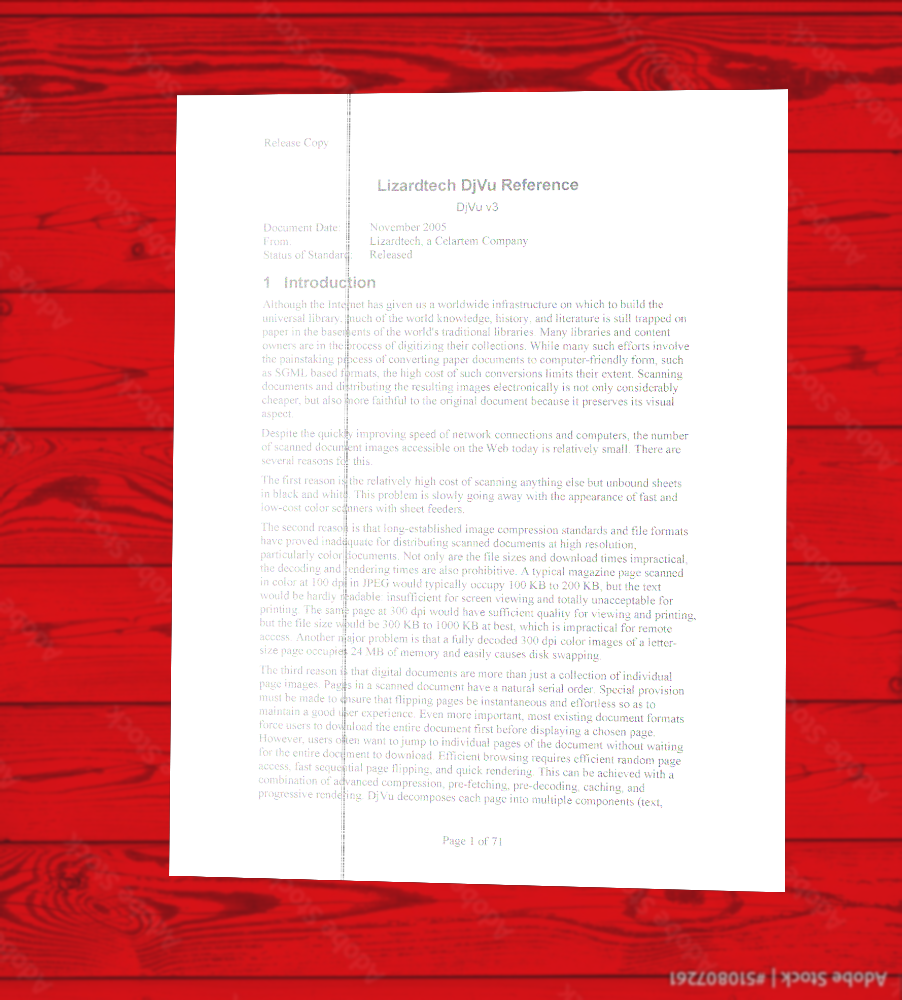 Release Copy
Lizardtech DjVu Reference
DjVu v3
Document Date: November 2005
From: Lizardtech, a Celartem Company
Status of Standard: Released
1 Introduction
Although the Internet has given us a worldwide infrastructure on which to build the
universal library, much of the world knowledge, history, and literature is still trapped on
paper in the basements of the world's traditional libraries. Many libraries and content
owners are in the process of digitizing their collections. While many such efforts involve
the painstaking process of converting paper documents to computer-friendly form, such
as SGML based formats, the high cost of such conversions limits their extent. Scanning
documents and distributing the resulting images electronically is not only considerably
cheaper, but also more faithful to the original document because it preserves its visual
aspect.
Despite the quickly improving speed of network connections and computers, the number
of scanned document images accessible on the Web today is relatively small. There are
several reasons for this.
The first reason is the relatively high cost of scanning anything else but unbound sheets
in black and white. This problem is slowly going away with the appearance of fast and
low-cost color scanners with sheet feeders.
The second reason is that long-established image compression standards and file formats
have proved inadequate for distributing scanned documents at high resolution,
particularly color documents. Not only are the file sizes and download times impractical,
the decoding and rendering times are also prohibitive. A typical magazine page scanned
in color at 100 dpi in JPEG would typically occupy 100 KB to 200 KB, but the text
would be hardly readable: insufficient for screen viewing and totally unacceptable for
printing. The same page at 300 dpi would have sufficient quality for viewing and printing,
but the file size would be 300 KB to 1000 KB at best, which is impractical for remote
access. Another major problem is that a fully decoded 300 dpi color images of a letter-
size page occupies 24 MB of memory and easily causes disk swapping.
The third reason is that digital documents are more than just a collection of individual
page images. Pages in a scanned document have a natural serial order. Special provision
must be made to ensure that flipping pages be instantaneous and effortless so as to
maintain a good user experience. Even more important, most existing document formats
force users to download the entire document first before displaying a chosen page.
However, users often want to jump to individual pages of the document without waiting
for the entire document to download. Efficient browsing requires efficient random page
access, fast sequential page flipping, and quick rendering. This can be achieved with a
combination of advanced compression, pre-fetching, pre-decoding, caching, and
progressive rendering. DjVu decomposes each page into multiple components (text,
Page 1 of 71
Adobe Stock | #510807261